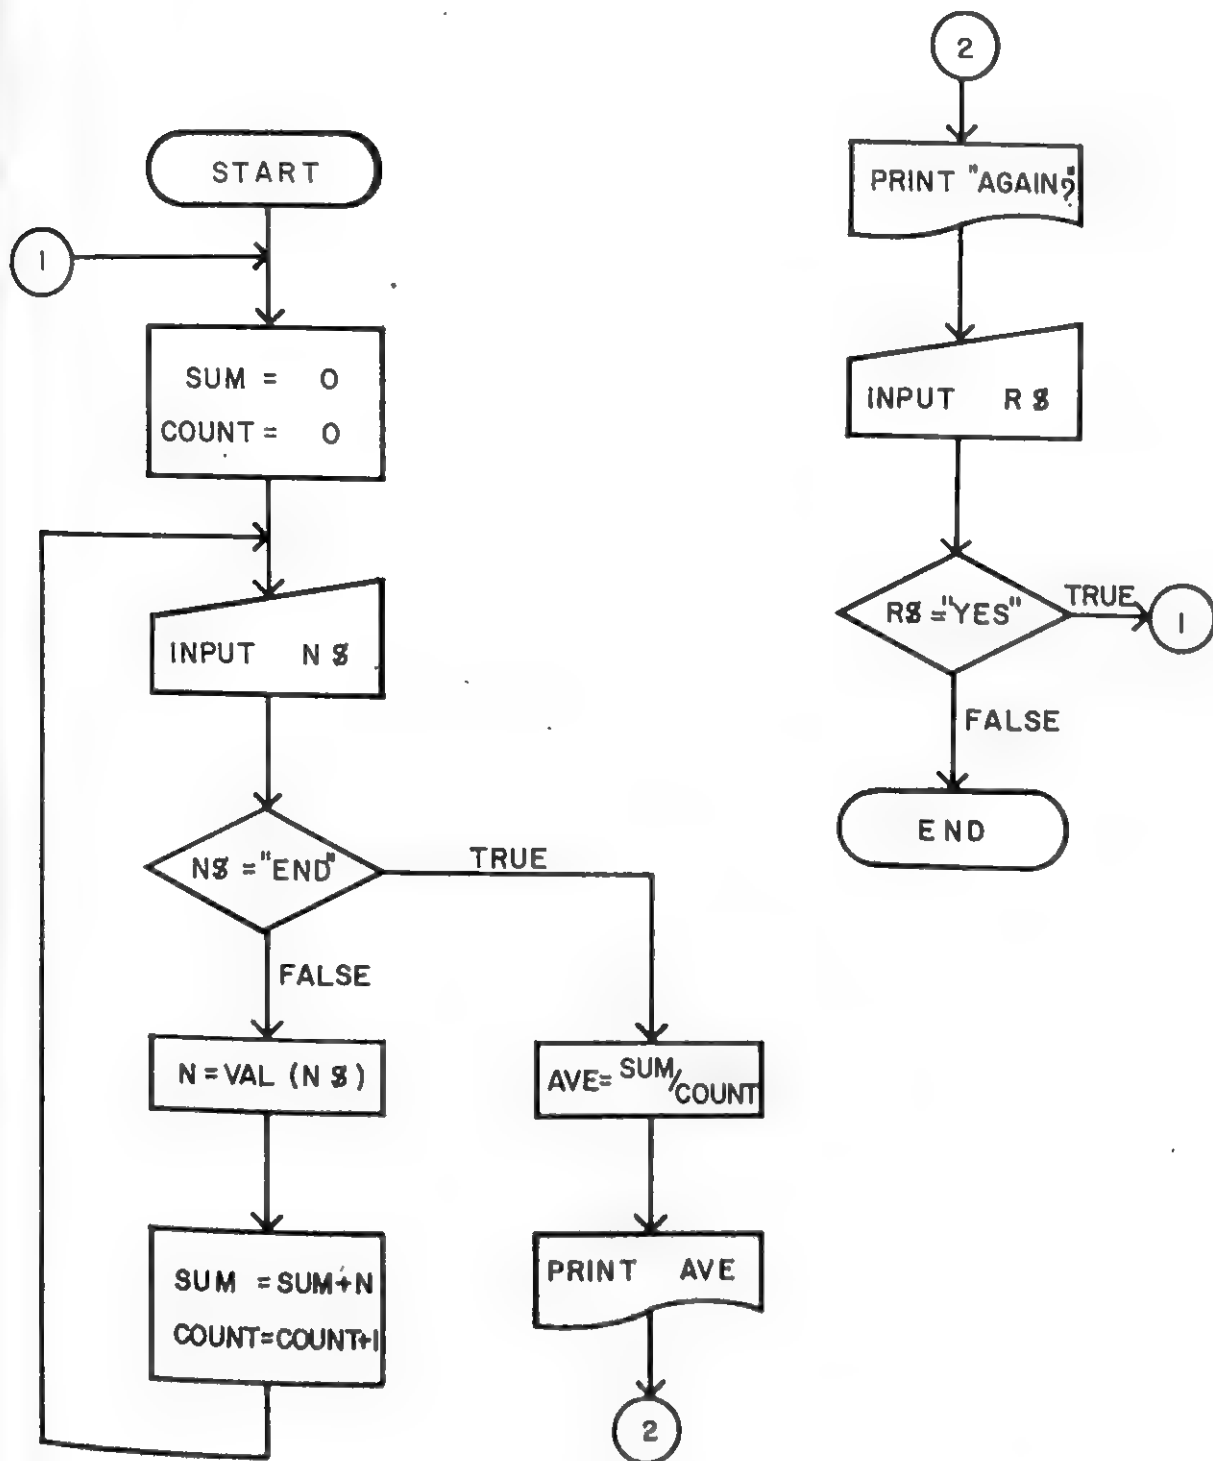 START
1
SUM = 0
COUNT = 0
INPUT N$
N$ = "END"
TRUE
FALSE
N = VAL (N$)
SUM = SUM+N
COUNT=COUNT+1
AVE= SUM/COUNT
PRINT AVE
2
2
PRINT "AGAIN?"
INPUT R$
R$ = "YES"
TRUE
1
FALSE
END